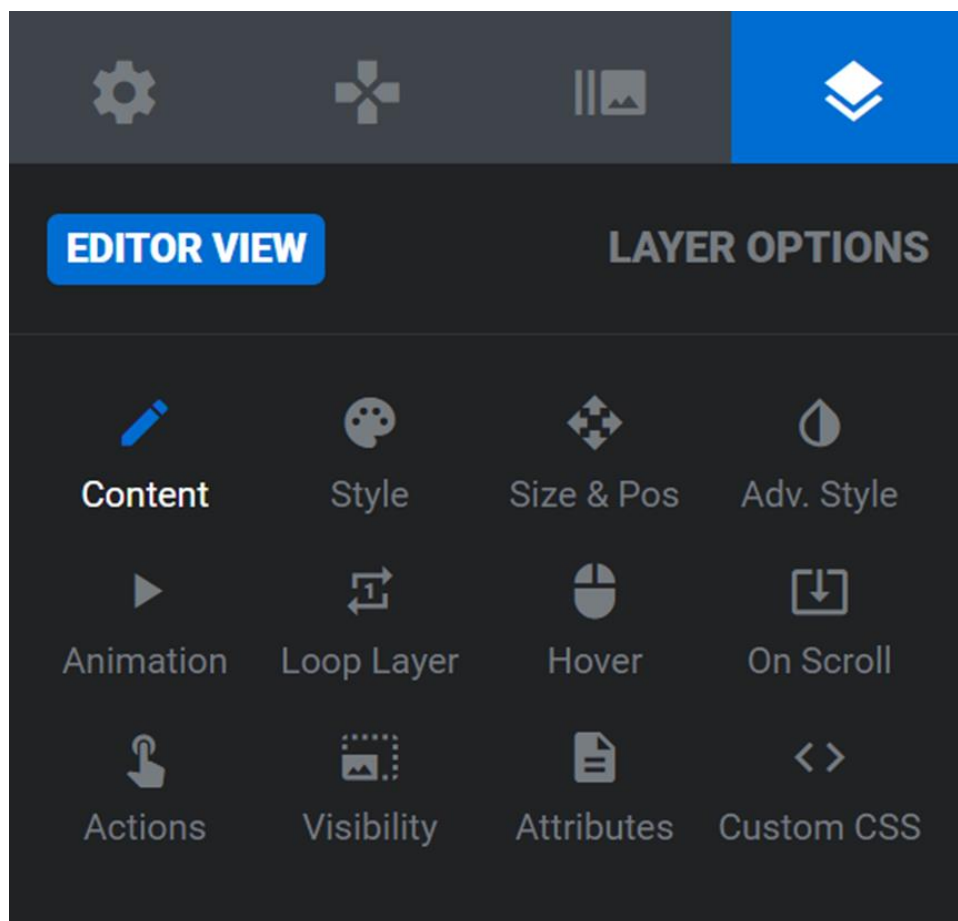 EDITOR VIEW LAYER OPTIONS
Content Style Size & Pos Adv. Style
1
Animation Loop Layer Hover On Scroll
Actions Visibility Attributes Custom CSS